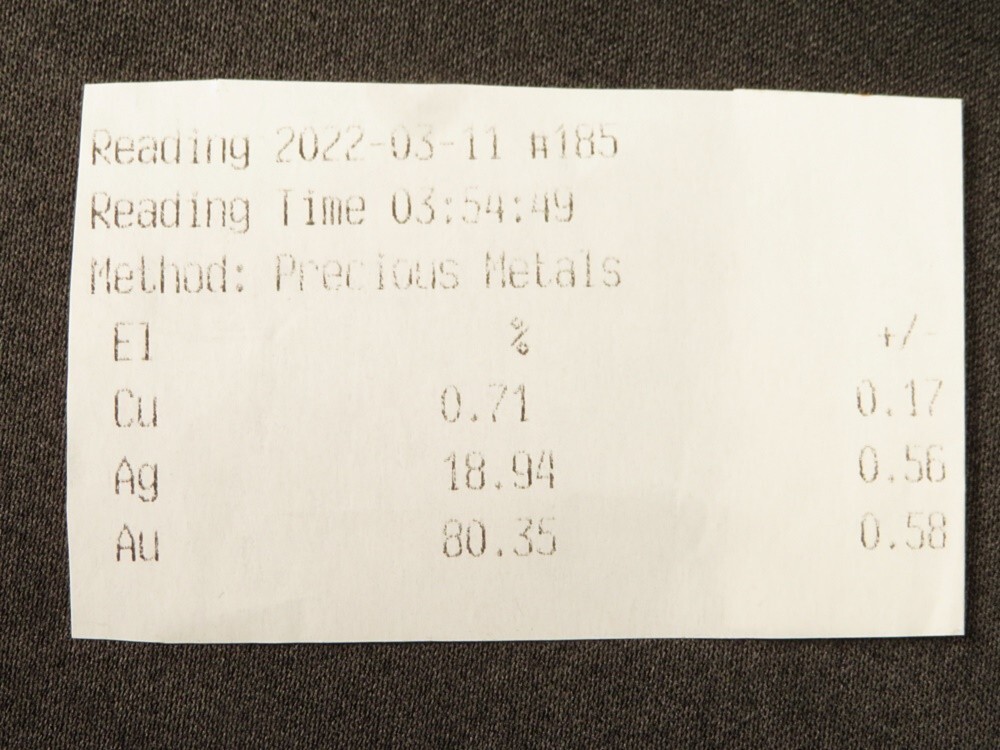 Reading 2022-03-11 #185
Reading Time 03:54:49
Method: Precious Metals
El % +/-
Cu 0.71 0.17
Ag 18.94 0.56
Au 80.35 0.58